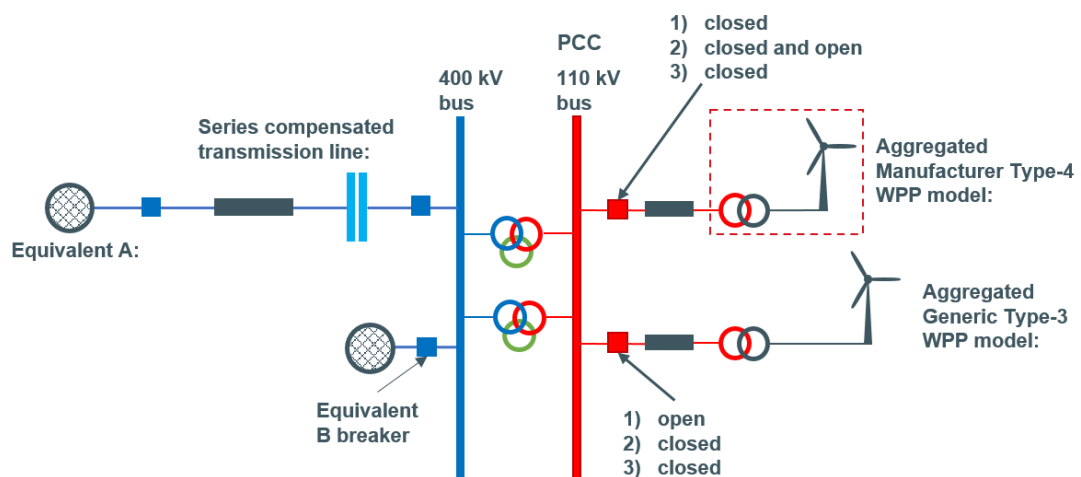 1) closed
2) closed and open
3) closed
PCC
400 kV
bus
110 kV
bus
Series compensated
transmission line:
Aggregated
Manufacturer Type-4
WPP model:
Equivalent A:
Aggregated
Generic Type-3
WPP model:
Equivalent
B breaker
1) open
2) closed
3) closed